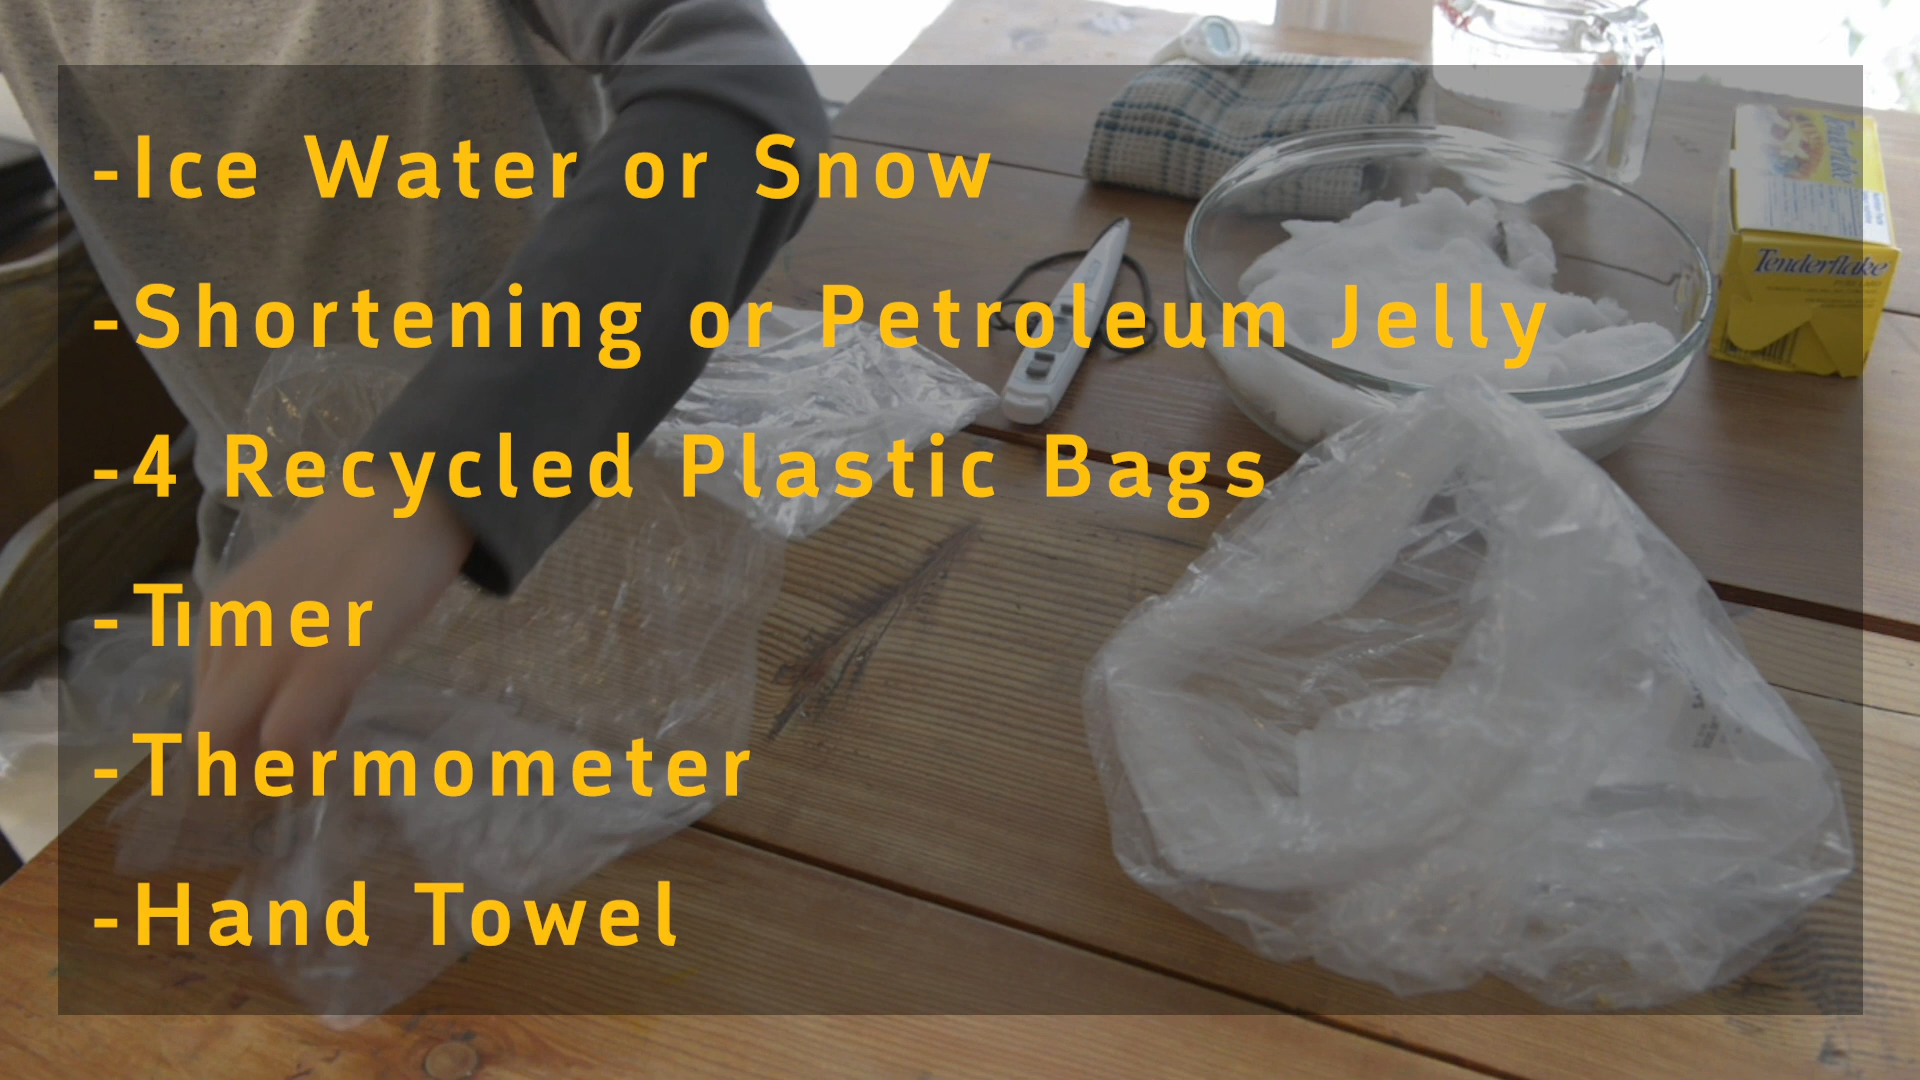 -Ice Water or Snow
-Shortening or Petroleum Jelly
-4 Recycled Plastic Bags
-Timer
-Thermometer
-Hand Towel
Tenderflake